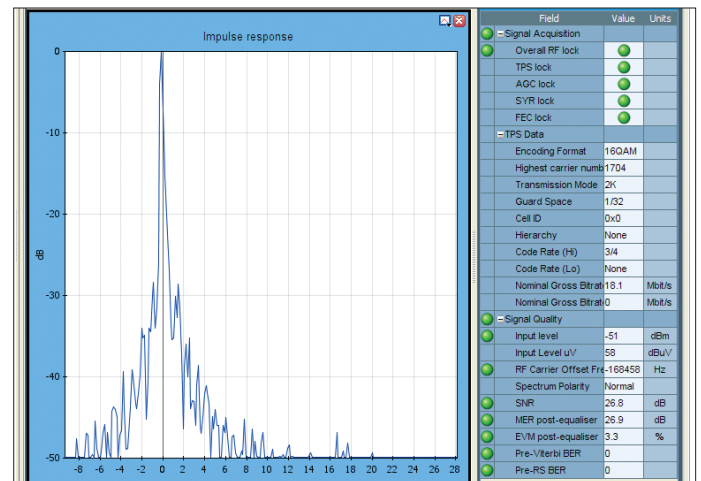 Impulse response
0
-10
-20
-30
-40
-50
dB
-8 -6 -4 -2 0 2 4 6 8 10 12 14 16 18 20 22 24 26 28
Field Value Units
Signal Acquisition
Overall RF lock
TPS lock
AGC lock
SYR lock
FEC lock
TPS Data
Encoding Format 16QAM
Highest carrier numb 1704
Transmission Mode 2K
Guard Space 1/32
Cell ID 0x0
Hierarchy None
Code Rate (Hi) 3/4
Code Rate (Lo) None
Nominal Gross Bitrat 18.1 Mbit/s
Nominal Gross Bitrat 0 Mbit/s
Signal Quality
Input level -51 dBm
Input Level uV 58 dBuV
RF Carrier Offset Fre -168458 Hz
Spectrum Polarity Normal
SNR 26.8 dB
MER post-equaliser 26.9 dB
EVM post-equaliser 3.3 %
Pre-Viterbi BER 0
Pre-RS BER 0